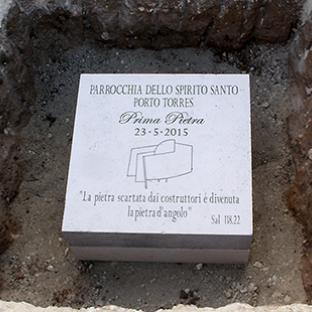 PARROCCHIA DELLO SPIRITO SANTO
PORTO TORRES
Prima Pietra
23-5-2015
"La pietra scartata dai costruttori è divenuta
la pietra d'angolo"
Sal 118,22